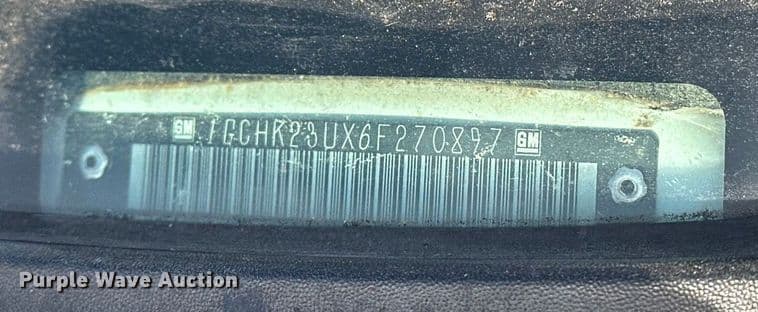 GM 1GCHK23UX6F270897 GM
Purple Wave Auction